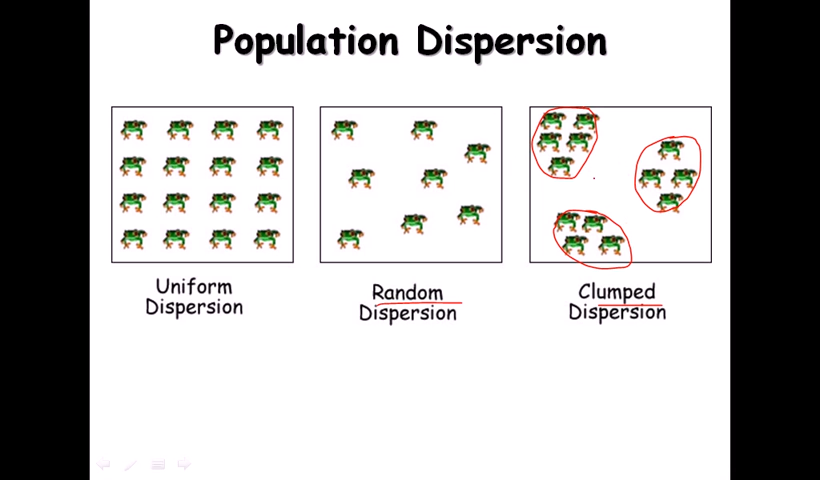 Population Dispersion
Uniform
Dispersion
Random
Dispersion
Clumped
Dispersion